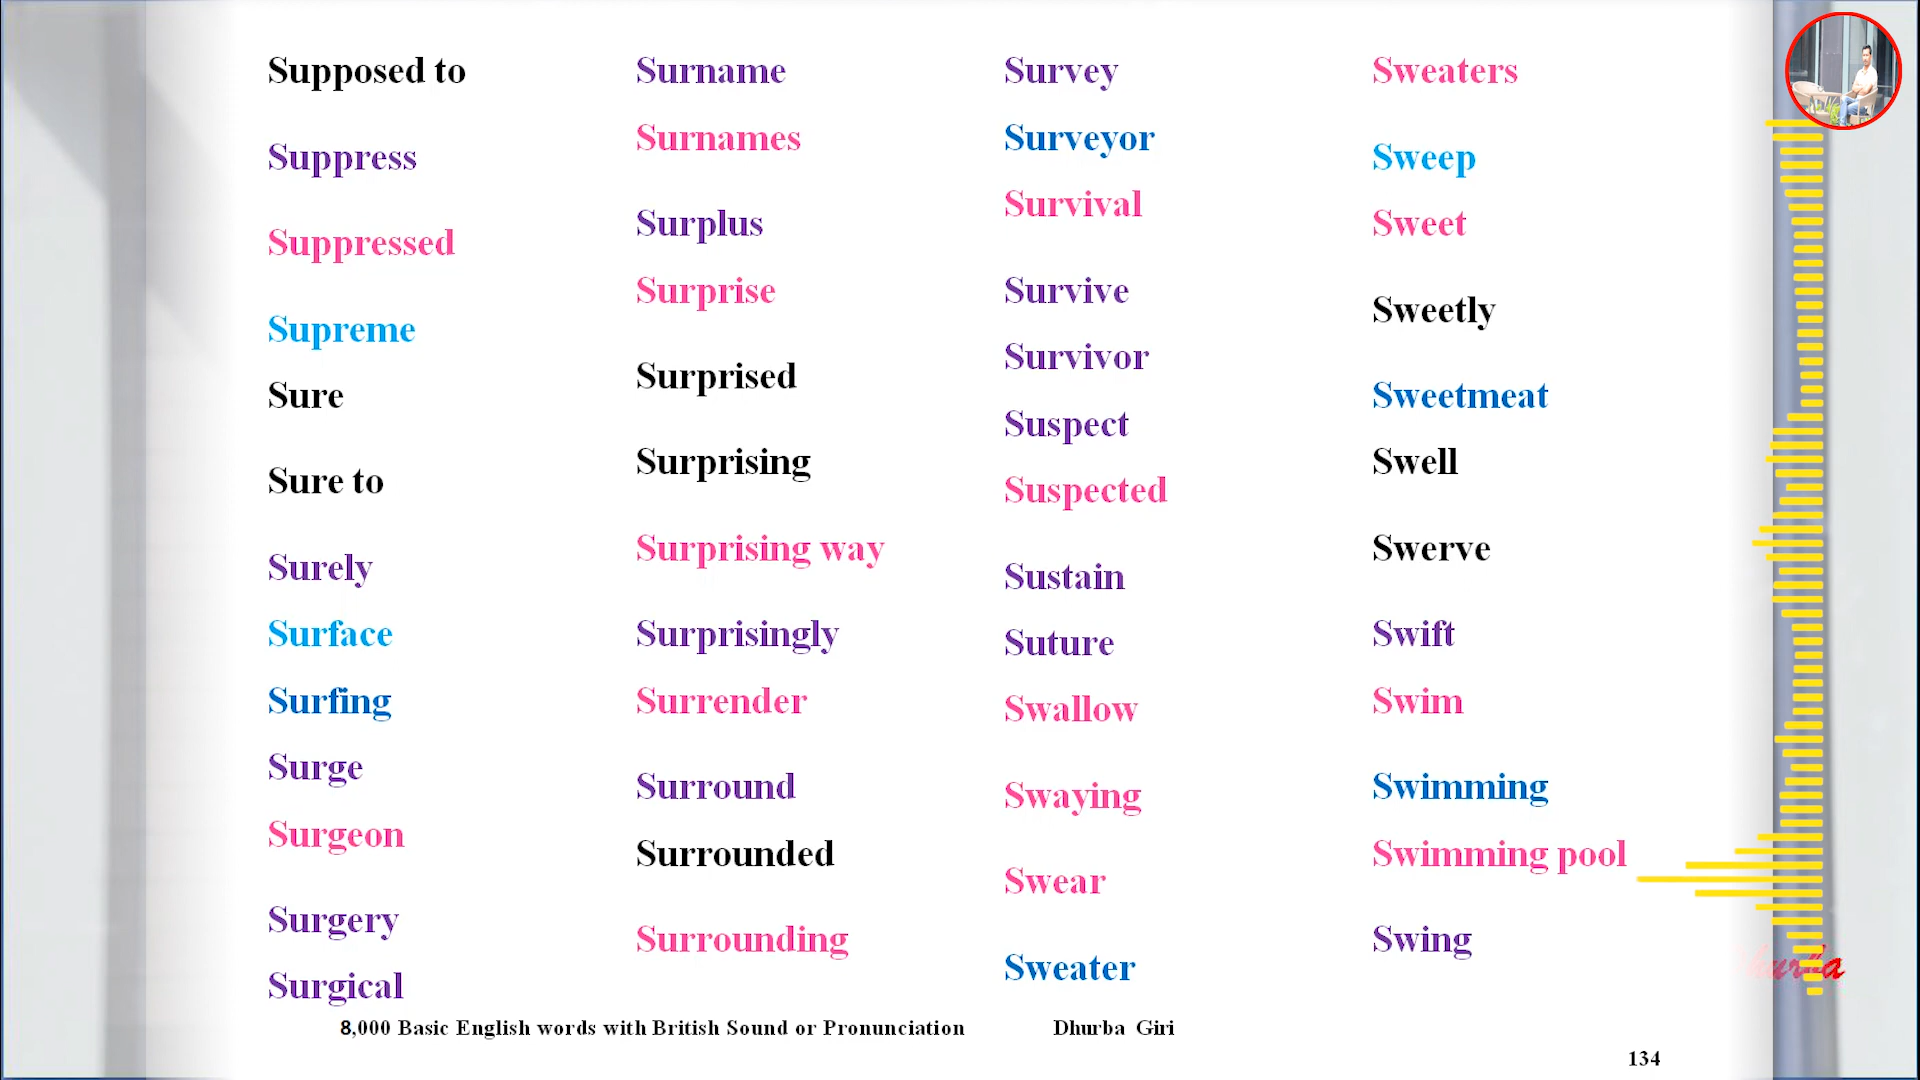 Supposed to
Suppress
Suppressed
Supreme
Sure
Sure to
Surely
Surface
Surfing
Surge
Surgeon
Surgery
Surgical
Surname
Surnames
Surplus
Surprise
Surprised
Surprising
Surprising way
Surprisingly
Surrender
Surround
Surrounded
Surrounding
Survey
Surveyor
Survival
Survive
Survivor
Suspect
Suspected
Sustain
Suture
Swallow
Swaying
Swear
Sweater
Sweaters
Sweep
Sweet
Sweetly
Sweetmeat
Swell
Swerve
Swift
Swim
Swimming
Swimming pool
Swing
8,000 Basic English words with British Sound or Pronunciation Dhurba Giri
134